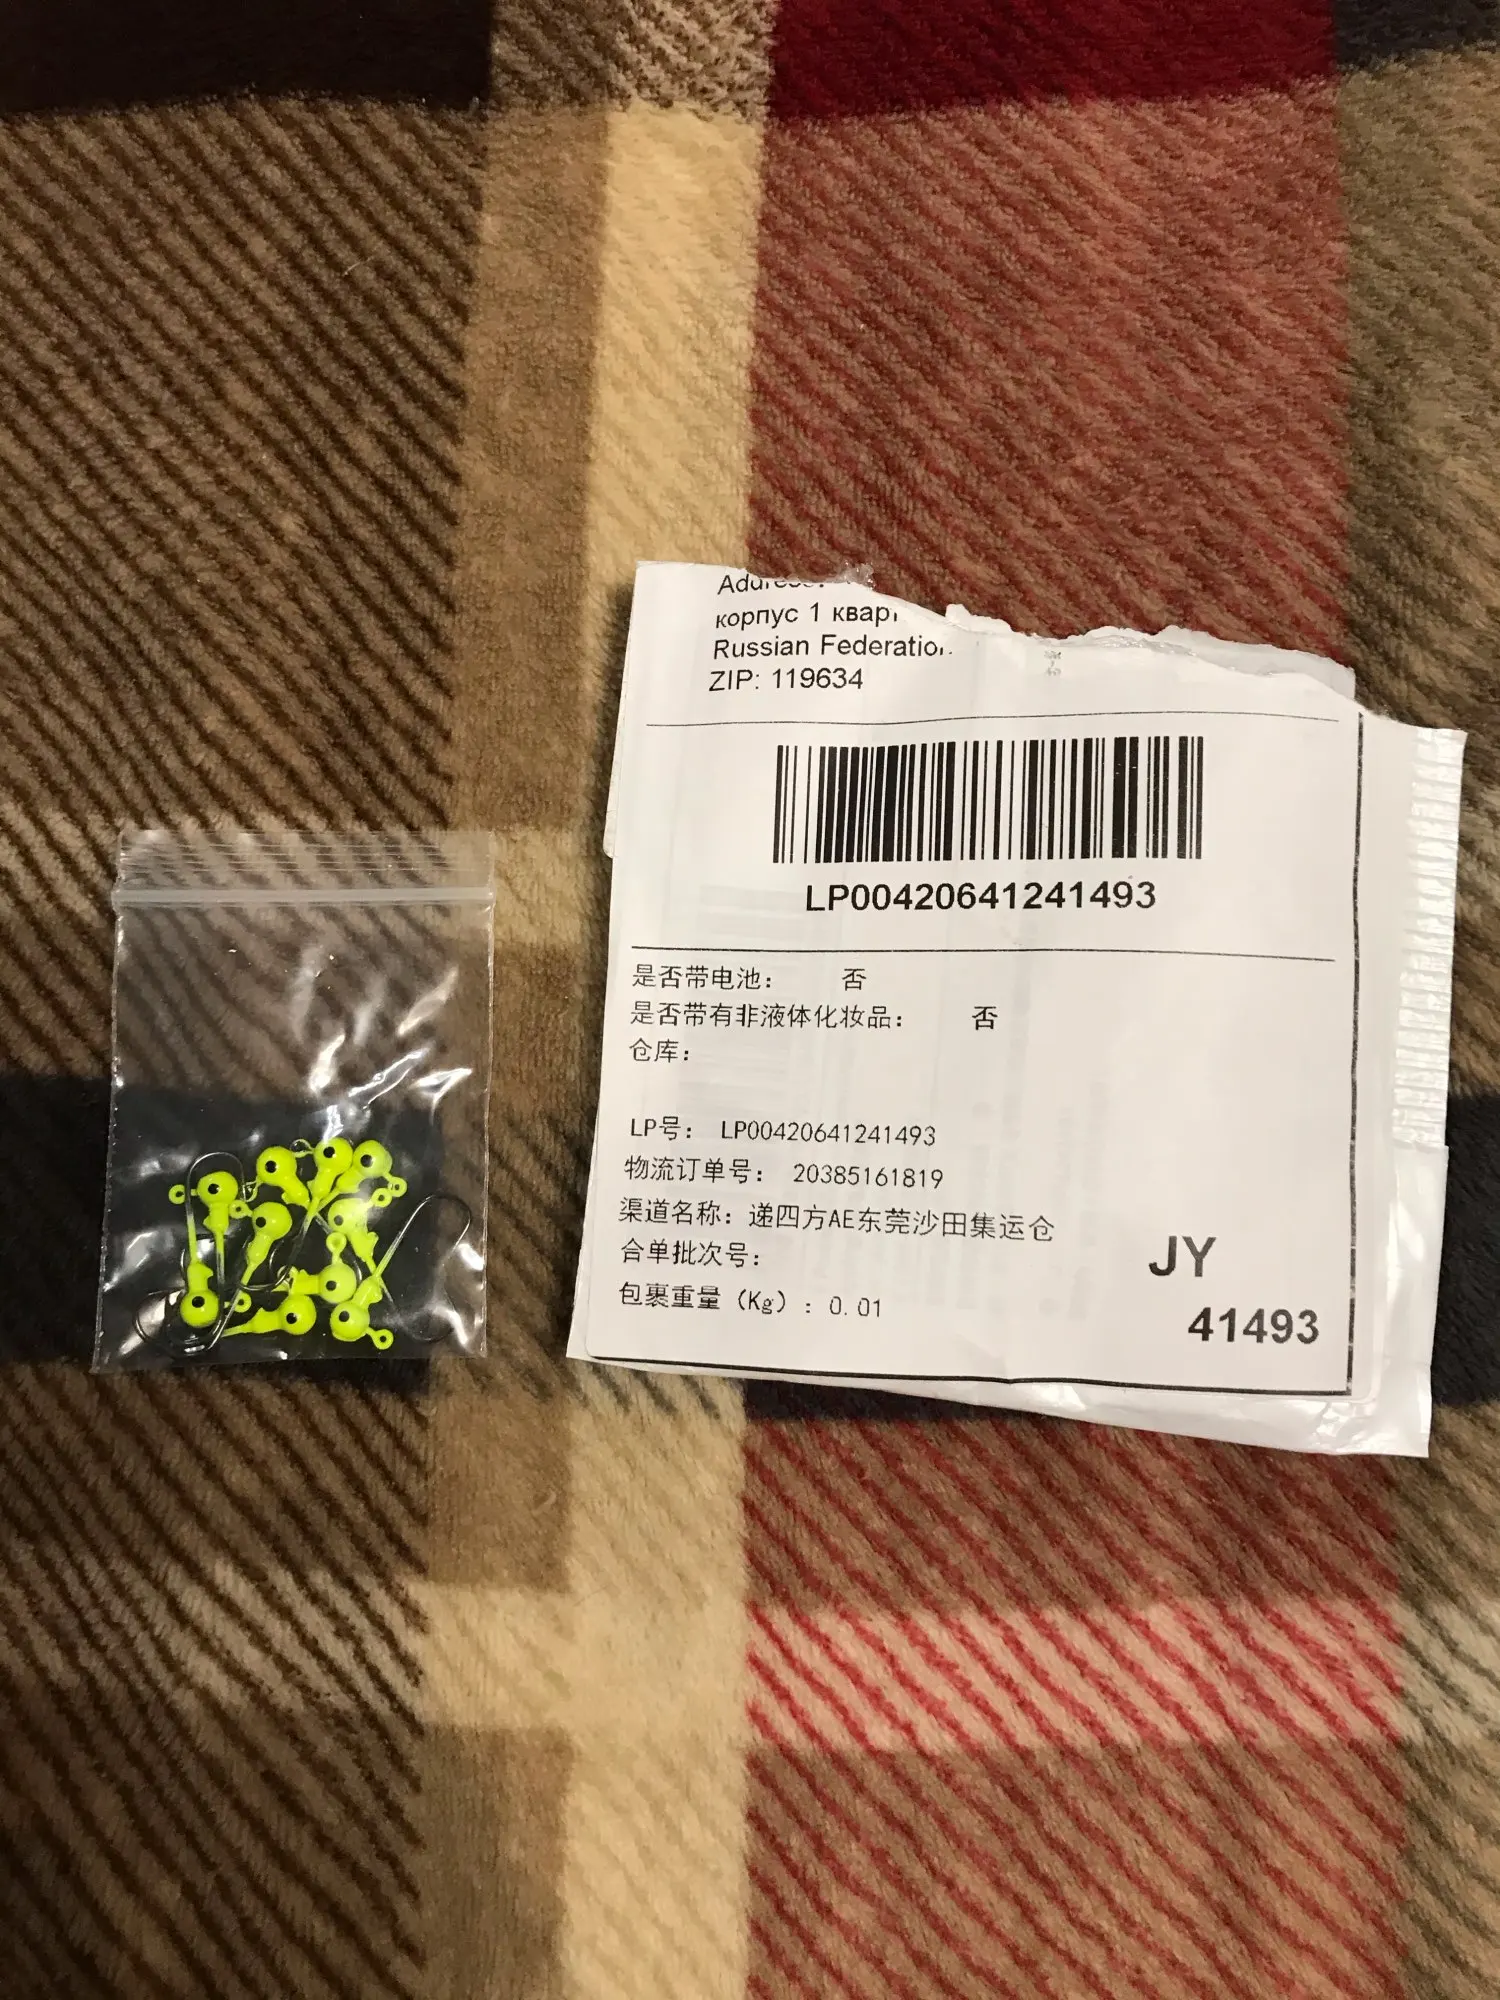 Address:
корпус 1 кварт
Russian Federation
ZIP: 119634
LP00420641241493
是否带电池： 否
是否带有非液体化妆品： 否
仓库：
LP号： LP00420641241493
物流订单号： 20385161819
渠道名称：递四方AE东莞沙田集运仓
合单批次号：
JY
包裹重量（Kg）：0.01
41493